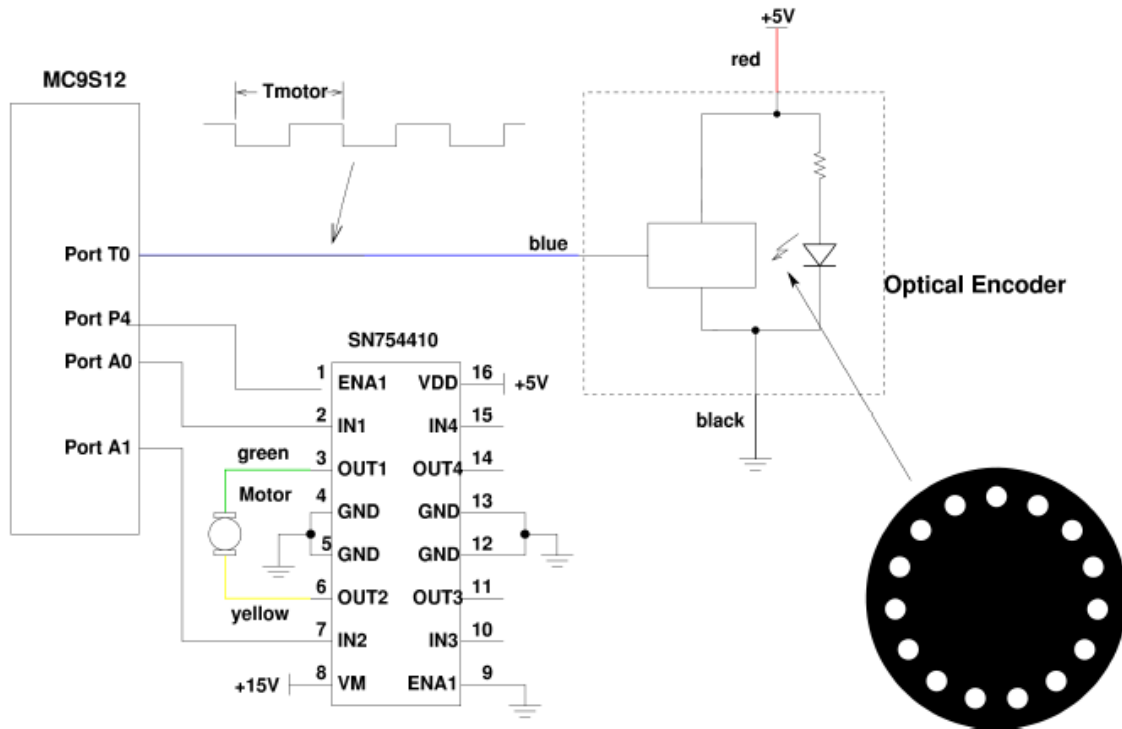 +5V
red
MC9S12
Tmotor
Port T0
blue
Optical Encoder
Port P4
SN754410
Port A0
1 ENA1 VDD 16 +5V
2 IN1 IN4 15
black
Port A1
green
3 OUT1 OUT4 14
Motor
4 GND GND 13
5 GND GND 12
6 OUT2 OUT3 11
yellow
7 IN2 IN3 10
+15V 8 VM ENA1 9